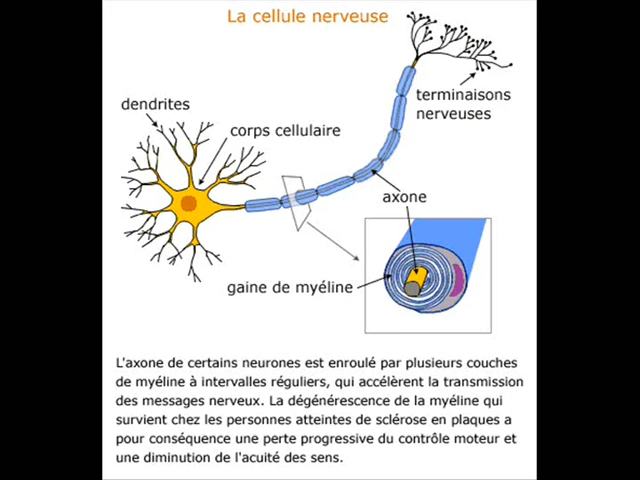 La cellule nerveuse
dendrites
corps cellulaire
terminaisons
nerveuses
axone
gaine de myéline
L'axone de certains neurones est enroulé par plusieurs couches
de myéline à intervalles réguliers, qui accélèrent la transmission
des messages nerveux. La dégénérescence de la myéline qui
survient chez les personnes atteintes de sclérose en plaques a
pour conséquence une perte progressive du contrôle moteur et
une diminution de l'acuité des sens.